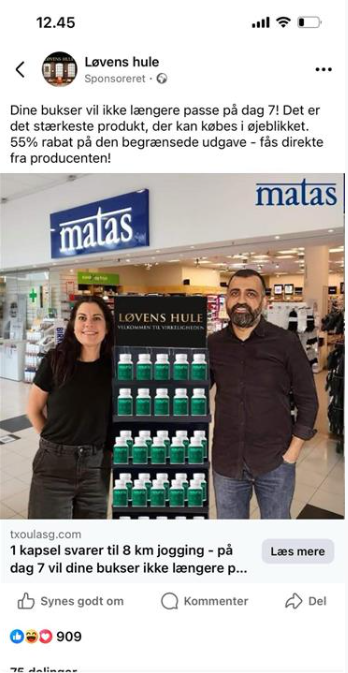 12.45
Løvens hule
Sponsoreret ·
Dine bukser vil ikke længere passe på dag 7! Det er
det stærkeste produkt, der kan købes i øjeblikket.
55% rabat på den begrænsede udgave - fås direkte
fra producenten!
matas
matas
LØVENS HULE
VELKOMMEN TIL VIRKELIGHEDEN
txoulasg.com
1 kapsel svarer til 8 km jogging - på
dag 7 vil dine bukser ikke længere p...
Læs mere
Synes godt om
Kommenter
Del
909
75 delinger